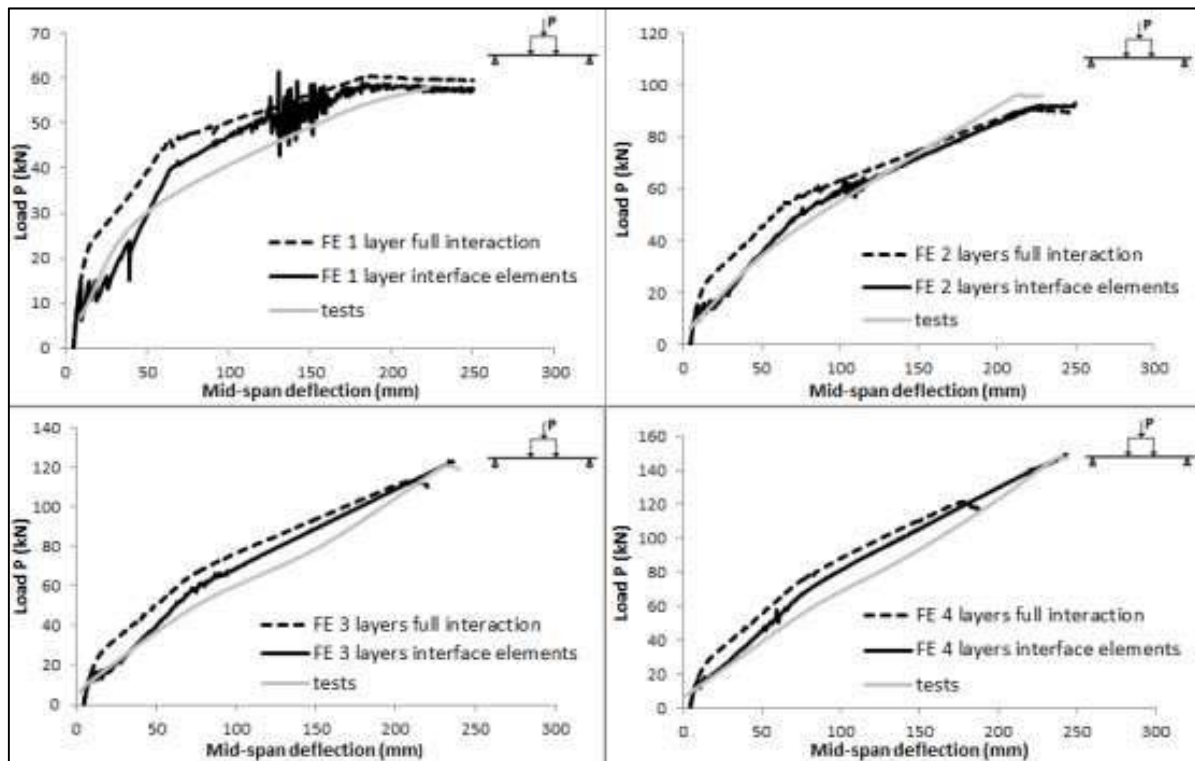 P
70
60
50
40
30
20
10
0
Load P (kN)
FE 1 layer full interaction
FE 1 layer interface elements
tests
0 50 100 150 200 250 300
Mid-span deflection (mm)
P
120
100
80
60
40
20
0
Load P (kN)
FE 2 layers full interaction
FE 2 layers interface elements
tests
0 50 100 150 200 250 300
Mid-span deflection (mm)
P
140
120
100
80
60
40
20
0
Load P (kN)
FE 3 layers full interaction
FE 3 layers interface elements
tests
0 50 100 150 200 250 300
Mid-span deflection (mm)
P
160
140
120
100
80
60
40
20
0
Load P (kN)
FE 4 layers full interaction
FE 4 layers interface elements
tests
0 50 100 150 200 250 300
Mid-span deflection (mm)